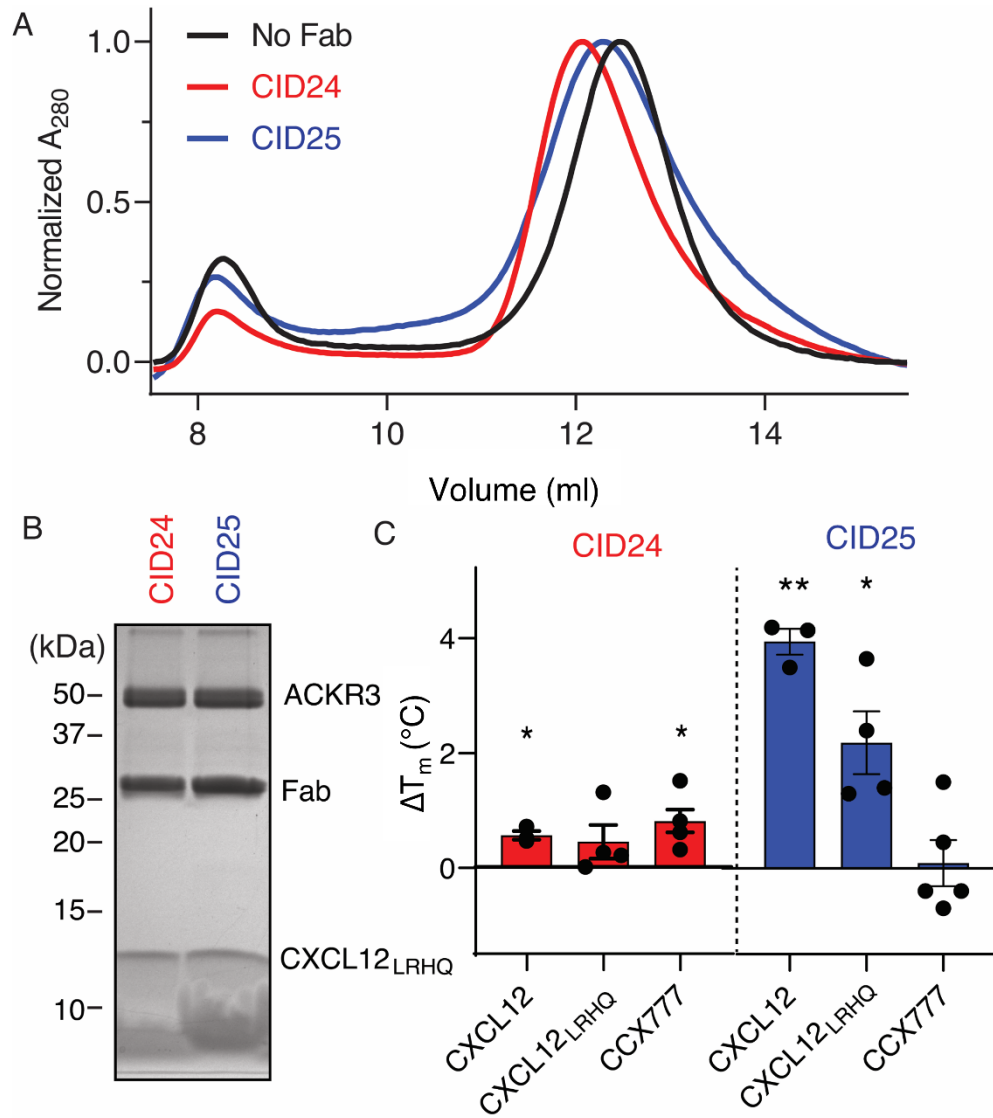 A
No Fab
CID24
CID25
Normalized A280
1.0
0.5
0.0
8 10 12 14
Volume (ml)
B
CID24 CID25
(kDa)
50
37
25
20
15
10
ACKR3
Fab
CXCL12LRHQ
C
CID24 CID25
** *
* *
ΔTm (°C)
4
2
0
CXCL12 CXCL12LRHQ CCX777 CXCL12 CXCL12LRHQ CCX777